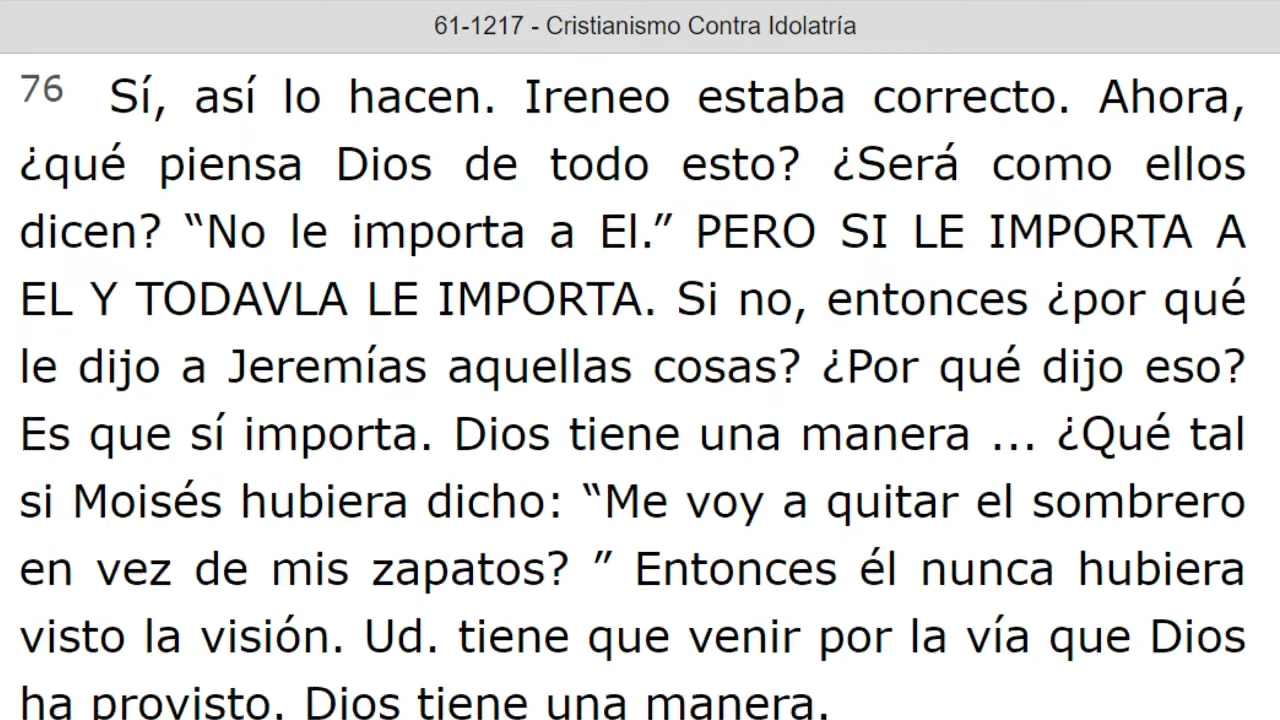 61-1217 - Cristianismo Contra Idolatría
76 Sí, así lo hacen. Ireneo estaba correcto. Ahora,
¿qué piensa Dios de todo esto? ¿Será como ellos
dicen? “No le importa a El.” PERO SI LE IMPORTA A
EL Y TODAVLA LE IMPORTA. Si no, entonces ¿por qué
le dijo a Jeremías aquellas cosas? ¿Por qué dijo eso?
Es que sí importa. Dios tiene una manera ... ¿Qué tal
si Moisés hubiera dicho: “Me voy a quitar el sombrero
en vez de mis zapatos? ” Entonces él nunca hubiera
visto la visión. Ud. tiene que venir por la vía que Dios
ha provisto. Dios tiene una manera.